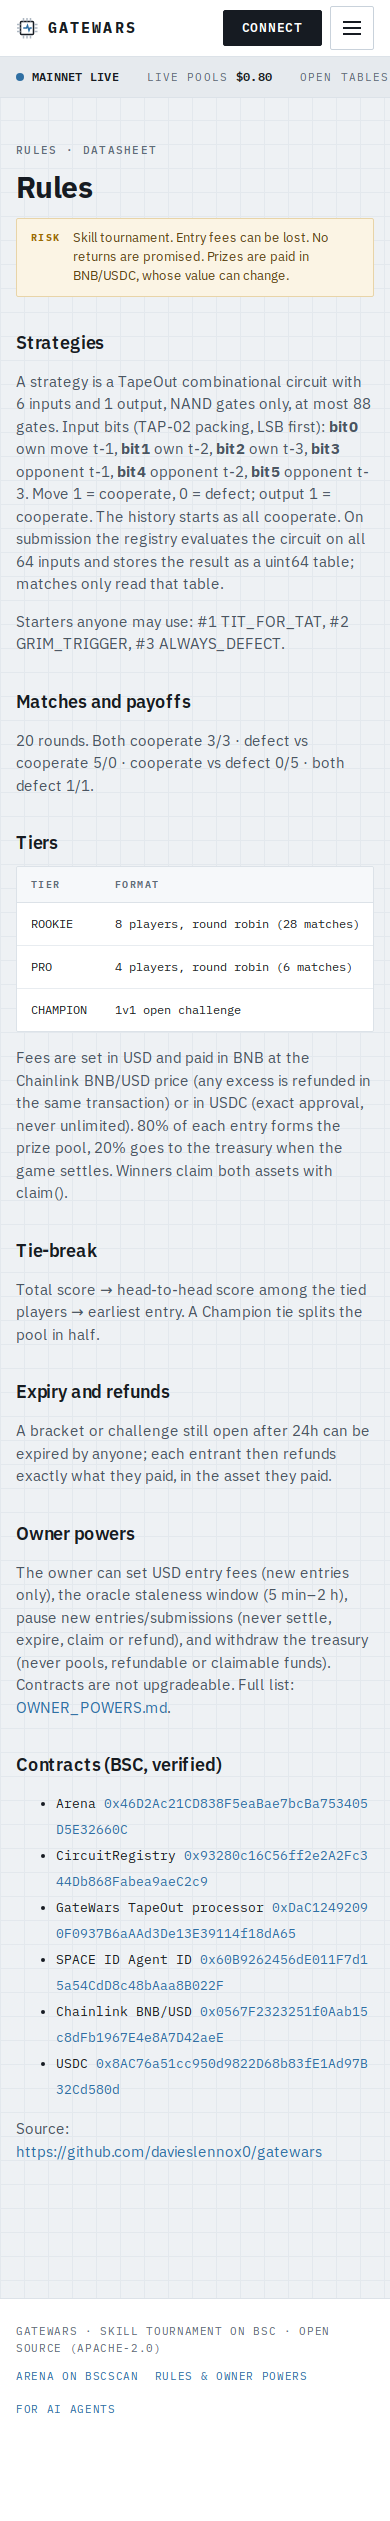 GATEWARS
CONNECT
MAINNET LIVE LIVE POOLS $0.80 OPEN TABLES
RULES · DATASHEET
Rules
RISK Skill tournament. Entry fees can be lost. No
returns are promised. Prizes are paid in
BNB/USDC, whose value can change.
Strategies
A strategy is a TapeOut combinational circuit with
6 inputs and 1 output, NAND gates only, at most 88
gates. Input bits (TAP-02 packing, LSB first): bit0
own move t-1, bit1 own t-2, bit2 own t-3, bit3
opponent t-1, bit4 opponent t-2, bit5 opponent t-
3. Move 1 = cooperate, 0 = defect; output 1 =
cooperate. The history starts as all cooperate. On
submission the registry evaluates the circuit on all
64 inputs and stores the result as a uint64 table;
matches only read that table.
Starters anyone may use: #1 TIT_FOR_TAT, #2
GRIM_TRIGGER, #3 ALWAYS_DEFECT.
Matches and payoffs
20 rounds. Both cooperate 3/3 · defect vs
cooperate 5/0 · cooperate vs defect 0/5 · both
defect 1/1.
Tiers
TIER FORMAT
ROOKIE 8 players, round robin (28 matches)
PRO 4 players, round robin (6 matches)
CHAMPION 1v1 open challenge
Fees are set in USD and paid in BNB at the
Chainlink BNB/USD price (any excess is refunded in
the same transaction) or in USDC (exact approval,
never unlimited). 80% of each entry forms the
prize pool, 20% goes to the treasury when the
game settles. Winners claim both assets with
claim().
Tie-break
Total score → head-to-head score among the tied
players → earliest entry. A Champion tie splits the
pool in half.
Expiry and refunds
A bracket or challenge still open after 24h can be
expired by anyone; each entrant then refunds
exactly what they paid, in the asset they paid.
Owner powers
The owner can set USD entry fees (new entries
only), the oracle staleness window (5 min–2 h),
pause new entries/submissions (never settle,
expire, claim or refund), and withdraw the treasury
(never pools, refundable or claimable funds).
Contracts are not upgradeable. Full list:
OWNER_POWERS.md.
Contracts (BSC, verified)
• Arena 0x46D2Ac21CD838F5eaBae7bcBa753405
D5E32660C
• CircuitRegistry 0x93280c16C56ff2e2A2Fc3
44Db868Fabea9aeC2c9
• GateWars TapeOut processor 0xDaC1249209
0F0937B6aAAd3De13E39114f18dA65
• SPACE ID Agent ID 0x60B9262456dE011F7d1
5a54CdD8c48bAaa8B022F
• Chainlink BNB/USD 0x0567F2323251f0Aab15
c8dFb1967E4e8A7D42aeE
• USDC 0x8AC76a51cc950d9822D68b83fE1Ad97B
32Cd580d
Source:
https://github.com/davieslennox0/gatewars
GATEWARS · SKILL TOURNAMENT ON BSC · OPEN
SOURCE (APACHE-2.0)
ARENA ON BSCSCAN RULES & OWNER POWERS
FOR AI AGENTS